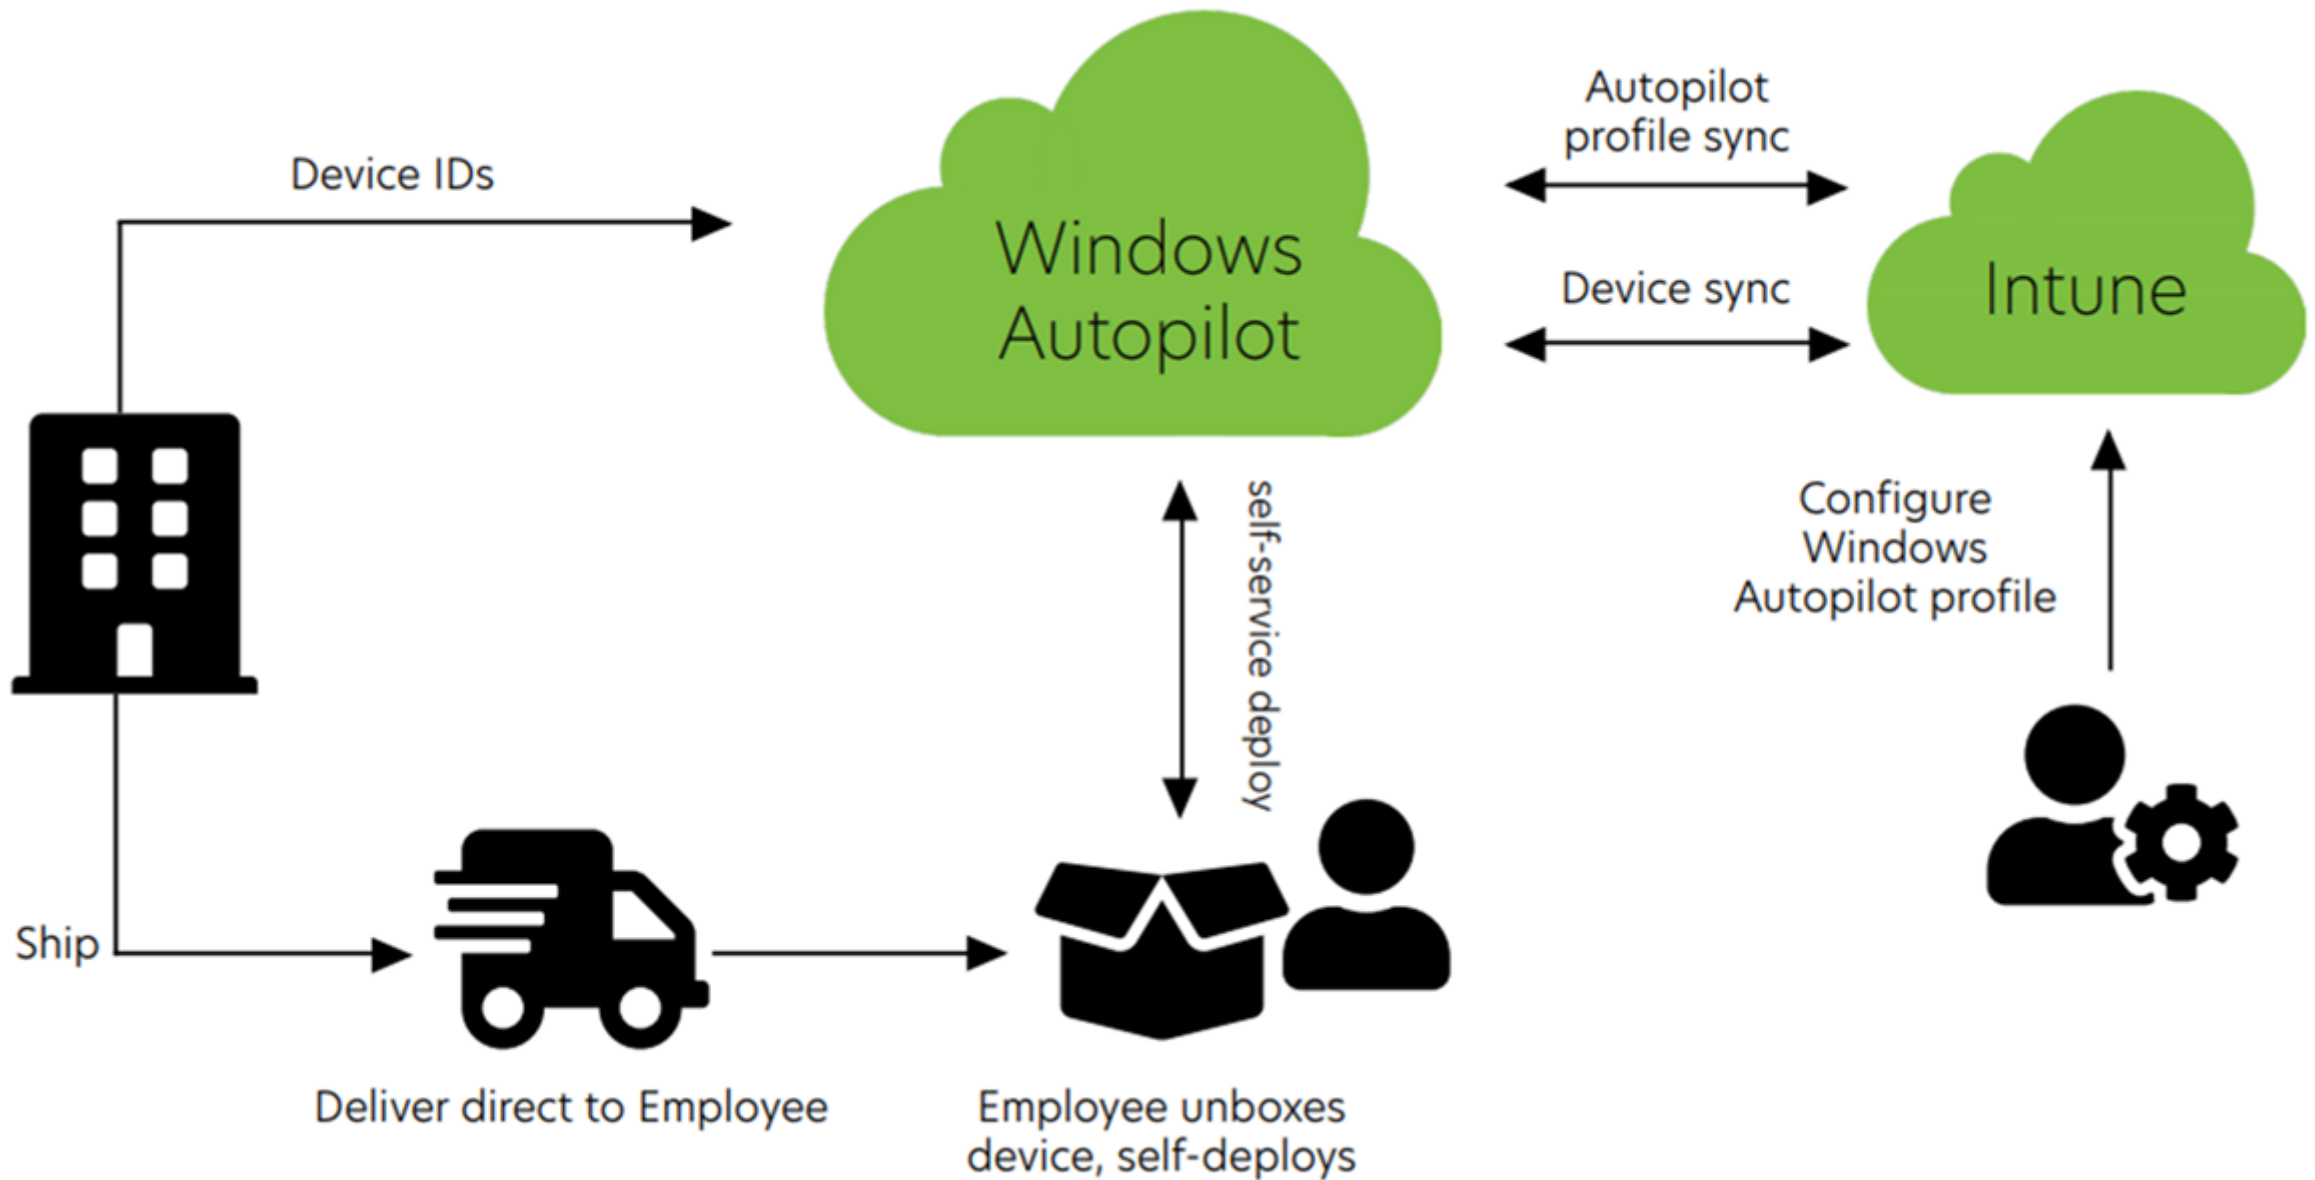 Device IDs
Windows
Autopilot
Autopilot
profile sync
Device sync
Intune
self-service deploy
Configure
Windows
Autopilot profile
Ship
Deliver direct to Employee
Employee unboxes
device, self-deploys